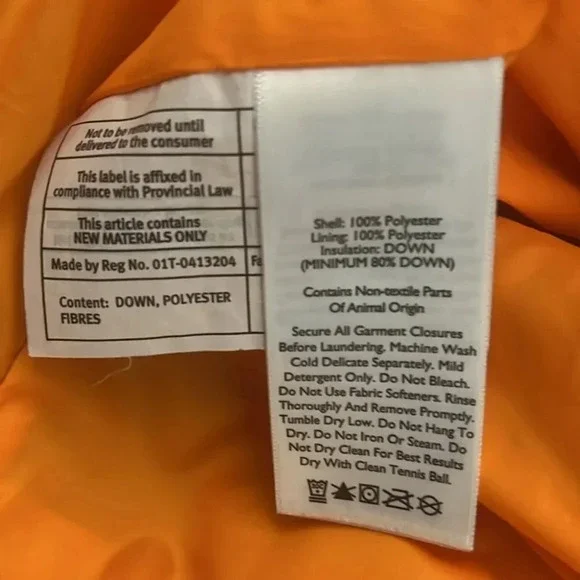 Not to be removed until
delivered to the consumer
This label is affixed in
compliance with Provincial Law
This article contains
NEW MATERIALS ONLY
Made by Reg No. 01T-0413204
Content: DOWN, POLYESTER
FIBRES
Shell: 100% Polyester
Lining: 100% Polyester
Insulation: DOWN
(MINIMUM 80% DOWN)
Contains Non-textile Parts
Of Animal Origin
Secure All Garment Closures
Before Laundering. Machine Wash
Cold Delicate Separately. Mild
Detergent Only. Do Not Bleach.
Do Not Use Fabric Softeners. Rinse
Thoroughly And Remove Promptly.
Tumble Dry Low. Do Not Hang To
Dry. Do Not Iron Or Steam. Do
Not Dry Clean For Best Results
Dry With Clean Tennis Ball.